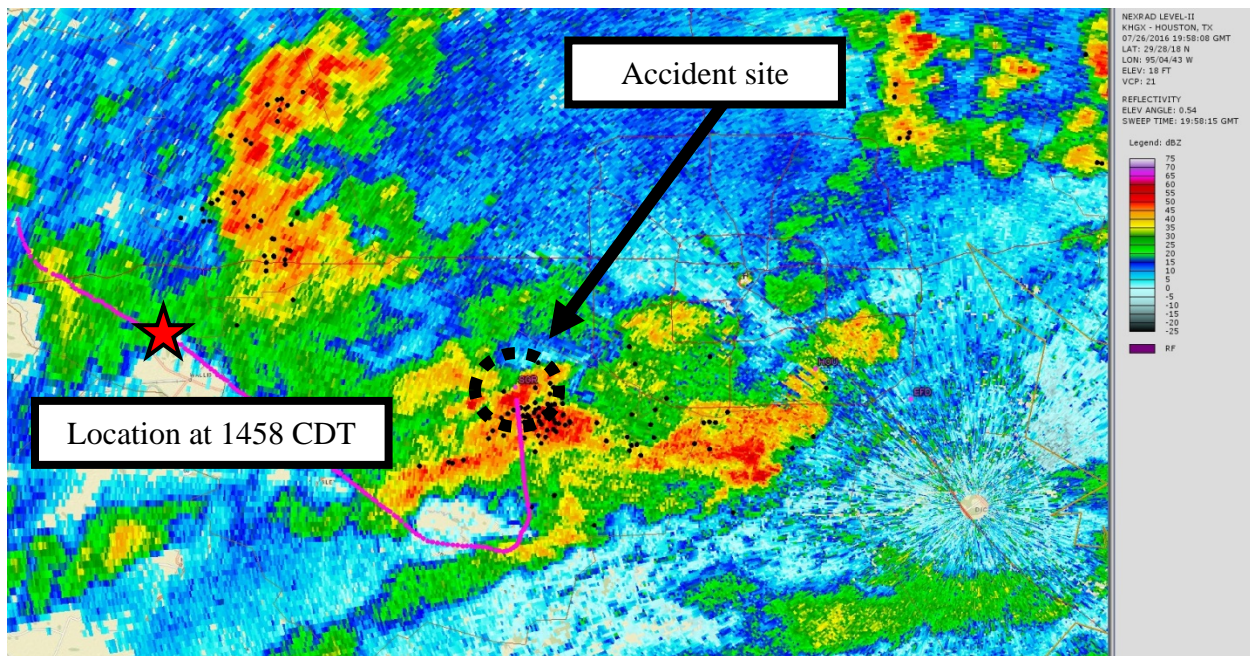 NEXRAD LEVEL-II
KHGX - HOUSTON, TX
07/26/2016 19:58:08 GMT
LAT: 29/28/18 N
LON: 95/04/43 W
ELEV: 18 FT
VCP: 21
REFLECTIVITY
ELEV ANGLE: 0.54
SWEEP TIME: 19:58:15 GMT
Legend: dBZ
75
70
65
60
55
50
45
40
35
30
25
20
15
10
5
0
-5
-10
-15
-20
-25
RF
Accident site
SGR
EFD
Location at 1458 CDT